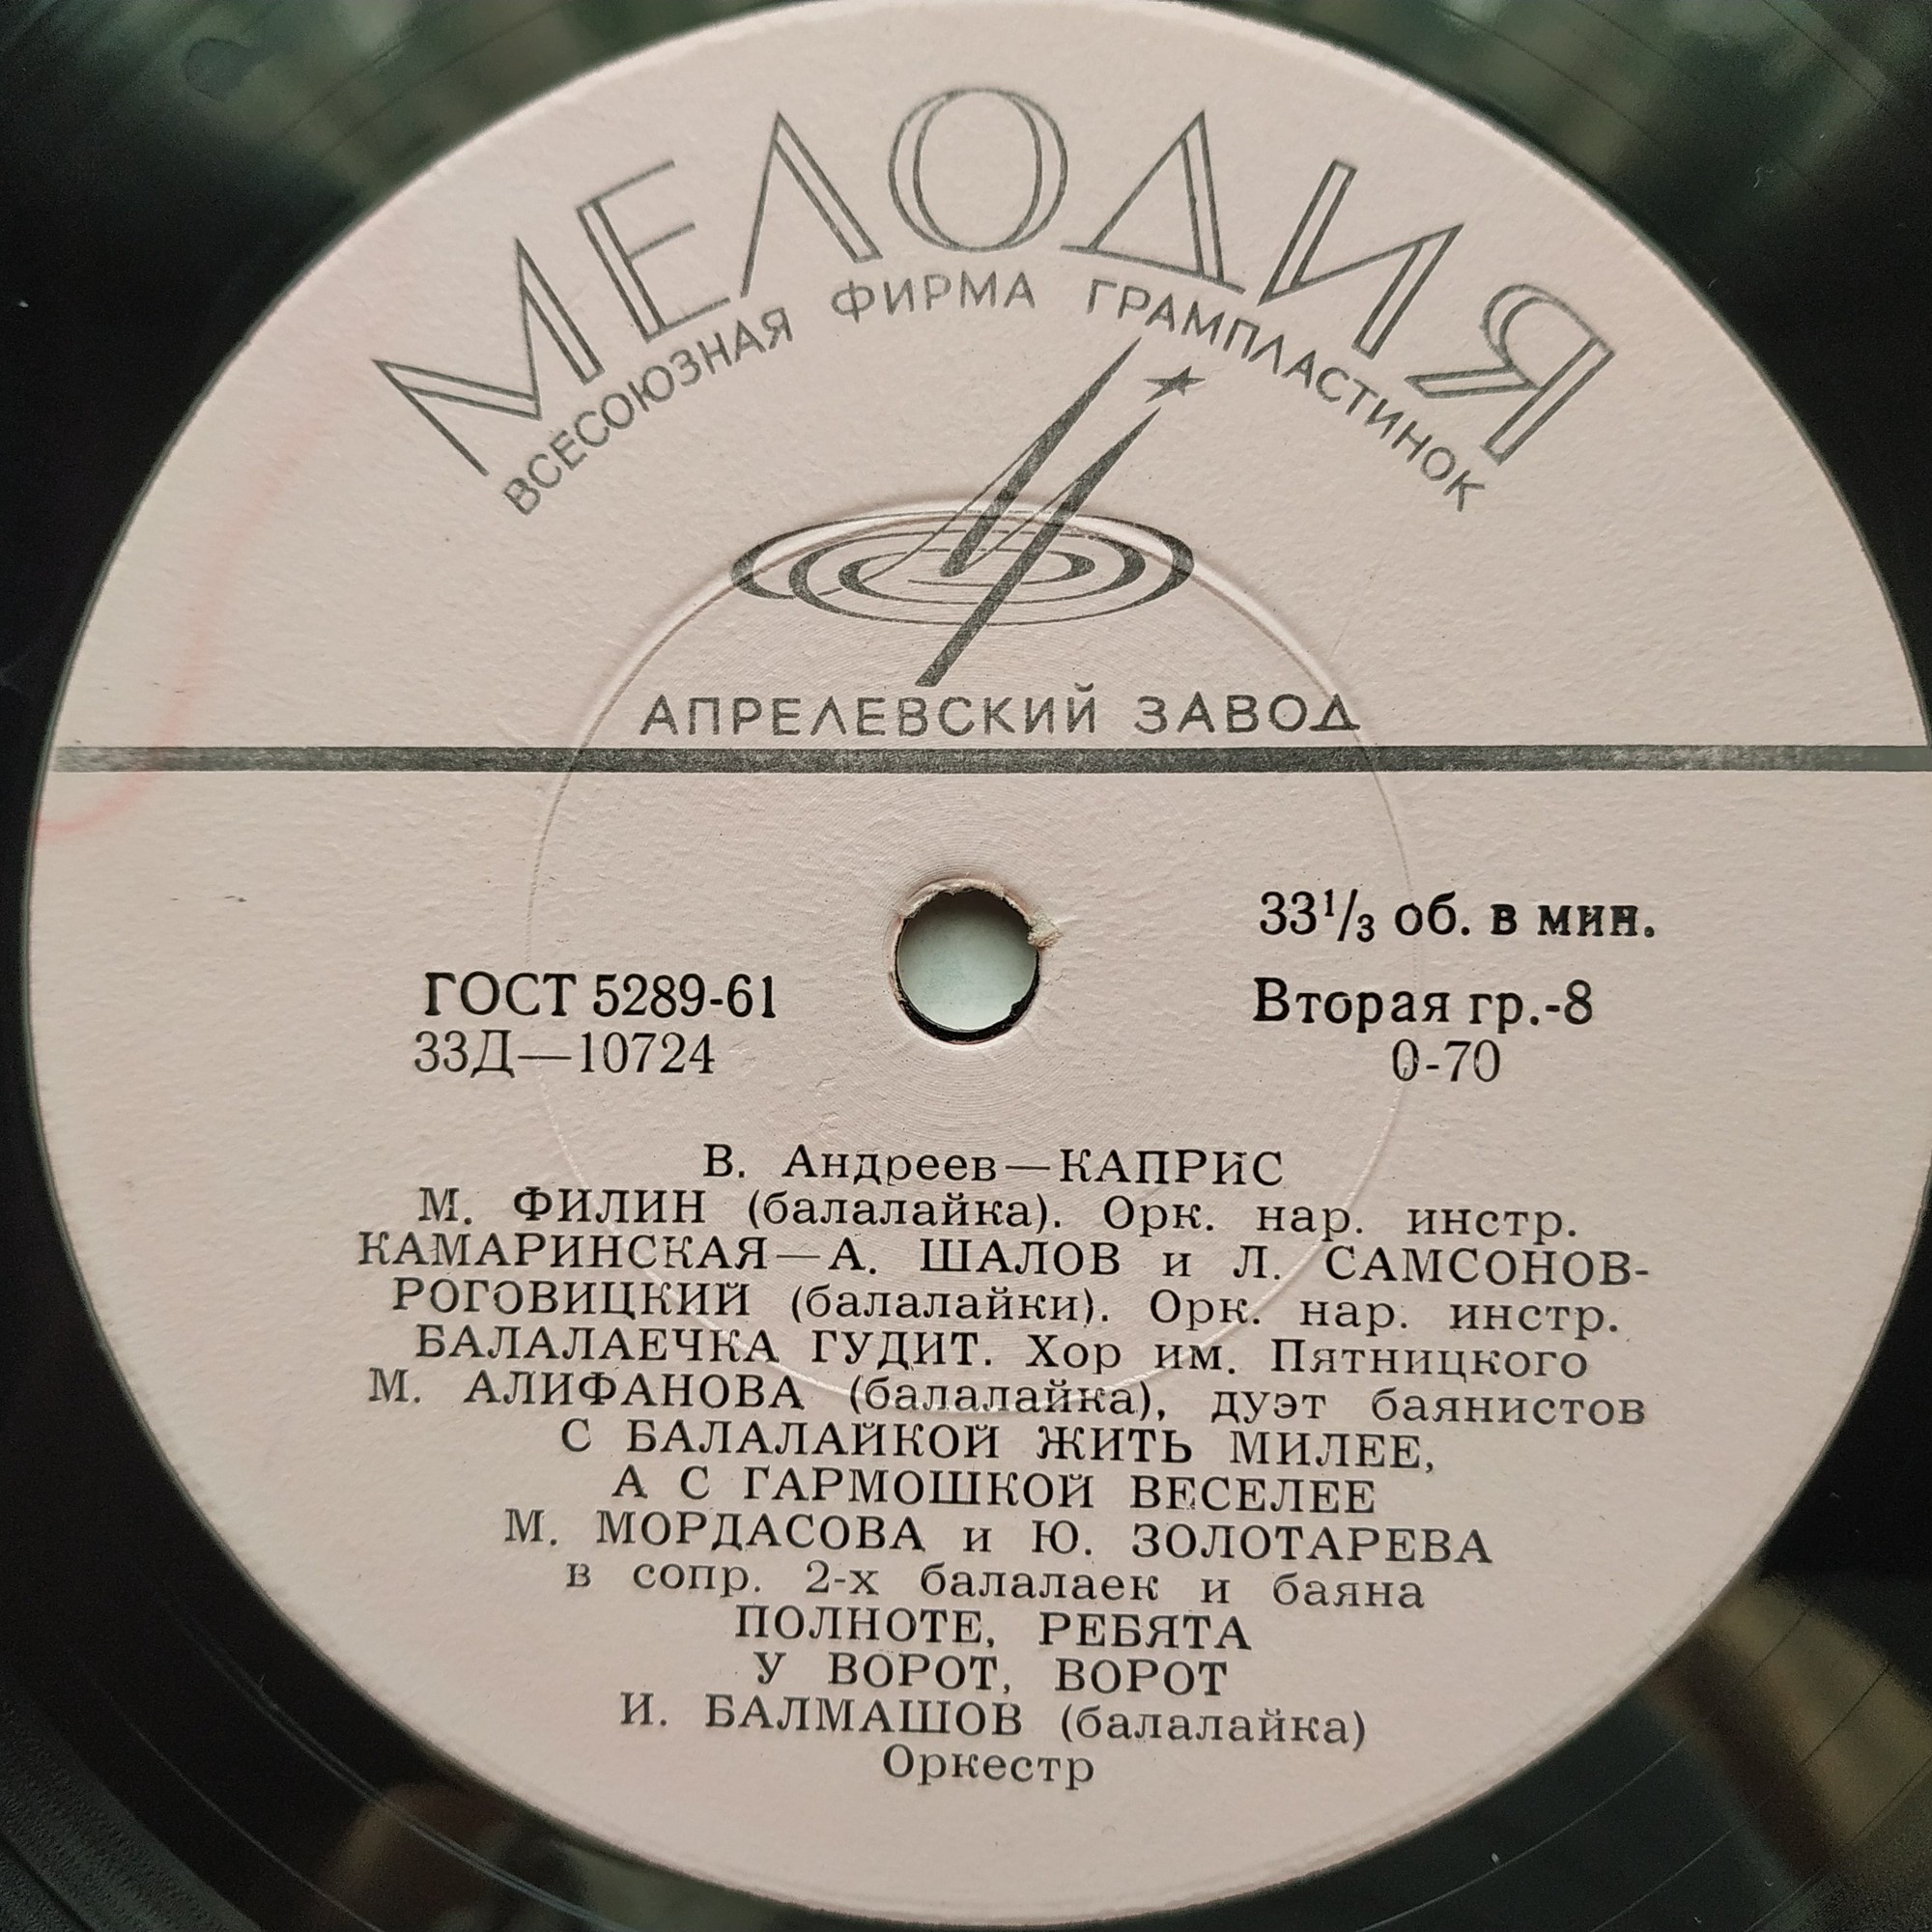 МЕЛОДИЯ
ВСЕСОЮЗНАЯ ФИРМА ГРАМПЛАСТИНОК
АПРЕЛЕВСКИЙ ЗАВОД
33¹/₃ об. в мин.
ГОСТ 5289-61
Вторая гр.-8
33Д—10724
0-70
В. Андреев—КАПРИС
М. ФИЛИН (балалайка). Орк. нар. инстр.
КАМАРИНСКАЯ—А. ШАЛОВ и Л. САМСОНОВ-
РОГОВИЦКИЙ (балалайки). Орк. нар. инстр.
БАЛАЛАЕЧКА ГУДИТ. Хор им. Пятницкого
М. АЛИФАНОВА (балалайка), дуэт баянистов
С БАЛАЛАЙКОЙ ЖИТЬ МИЛЕЕ,
А С ГАРМОШКОЙ ВЕСЕЛЕЕ
М. МОРДАСОВА и Ю. ЗОЛОТАРЕВА
в сопр. 2-х балалаек и баяна
ПОЛНОТЕ, РЕБЯТА
У ВОРОТ, ВОРОТ
И. БАЛМАШОВ (балалайка)
Оркестр